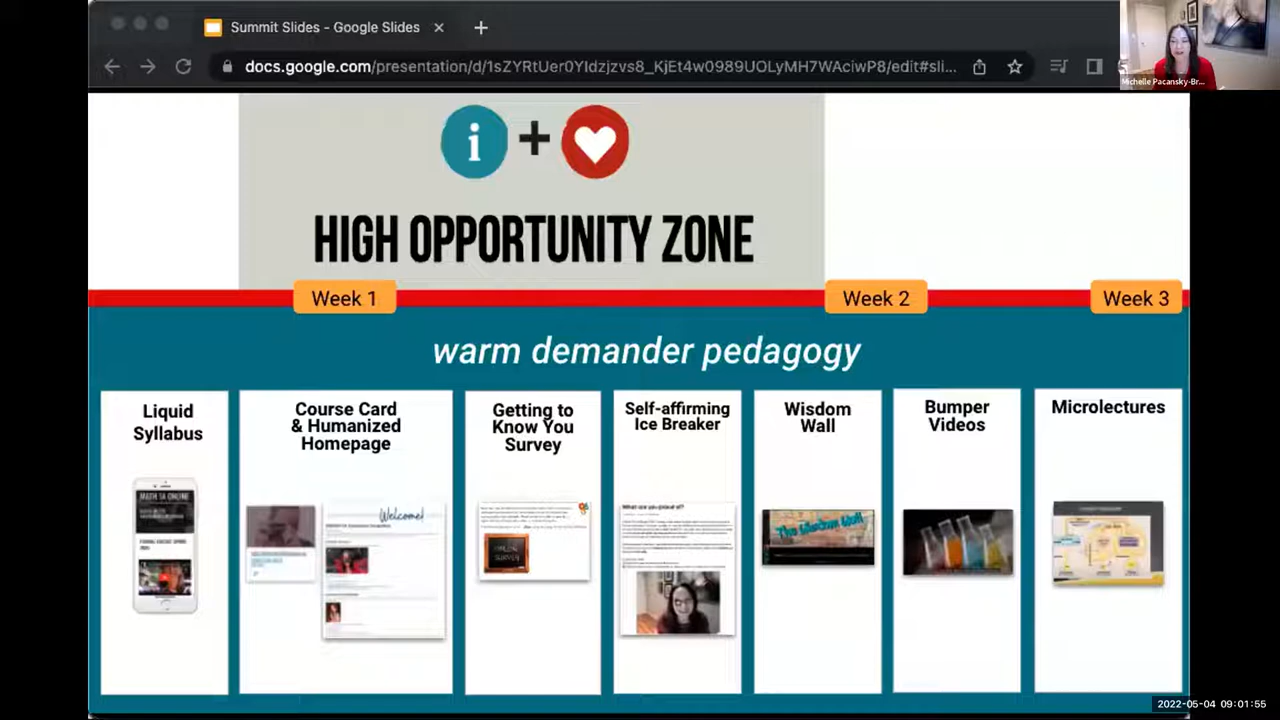 Summit Slides - Google Slides
docs.google.com/presentation/d/1sZYRtUer0YIdzjzvs8_KjEt4w0989UOLyMH7WAciwP8/edit#sli...
Michelle Pacansky-Br...
i +
HIGH OPPORTUNITY ZONE
Week 1
Week 2
Week 3
warm demander pedagogy
Liquid
Syllabus
Course Card
& Humanized
Homepage
Getting to
Know You
Survey
Self-affirming
Ice Breaker
Wisdom
Wall
Bumper
Videos
Microlectures
MATH 1A ONLINE
Welcome!
What are you proud of?
The Wisdom Wall
2022-05-04 09:01:55